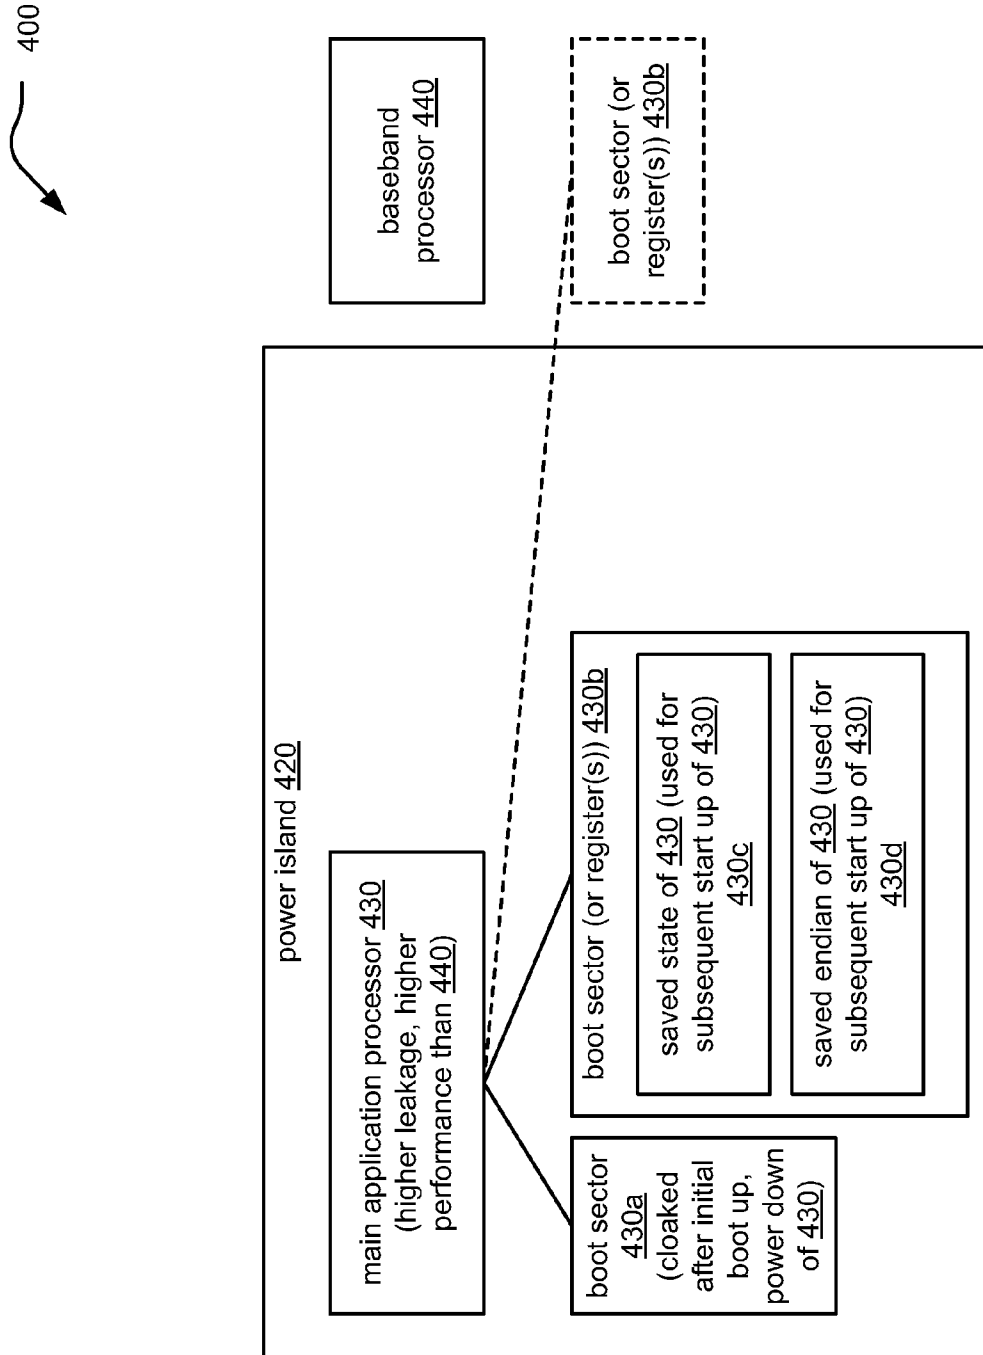 400
power island 420
main application processor 430
(higher leakage, higher
performance than 440)
baseband
processor 440
boot sector
430a
(cloaked
after initial
boot up,
power down
of 430)
boot sector (or register(s)) 430b
saved state of 430 (used for
subsequent start up of 430)
430c
saved endian of 430 (used for
subsequent start up of 430)
430d
boot sector (or
register(s)) 430b